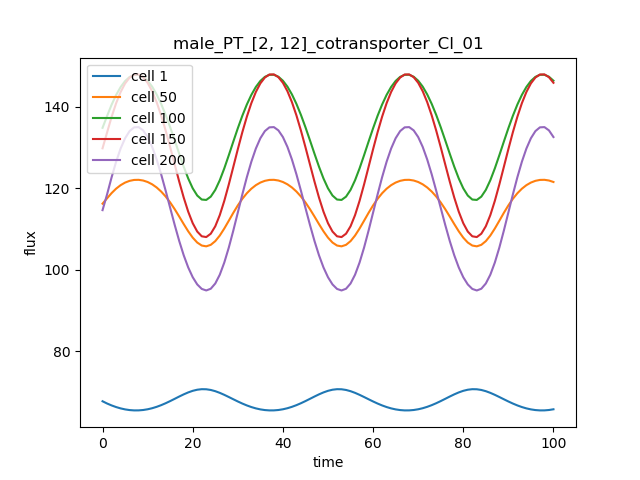 male_PT_[2, 12]_cotransporter_Cl_01
cell 1
cell 50
cell 100
cell 150
cell 200
140
120
100
80
flux
0
20
40
60
80
100
time